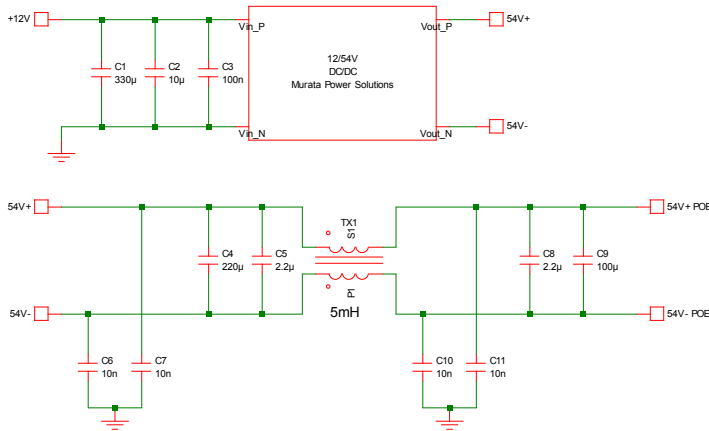 +12V
Vin_P
Vout_P
54V+
12/54V
DC/DC
Murata Power Solutions
C1
330µ
C2
10µ
C3
100n
Vin_N
Vout_N
54V-
54V+
54V+ POE
TX1
S1
C4
220µ
C5
2.2µ
C8
2.2µ
C9
100µ
P1
5mH
54V-
54V- POE
C6
10n
C7
10n
C10
10n
C11
10n